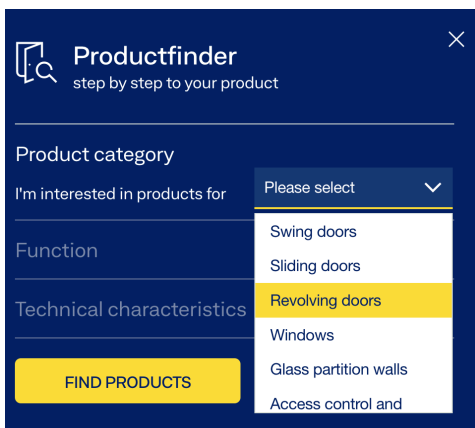 Productfinder
step by step to your product
Product category
I'm interested in products for
Please select
Swing doors
Function
Sliding doors
Revolving doors
Technical characteristics
Windows
Glass partition walls
FIND PRODUCTS
Access control and